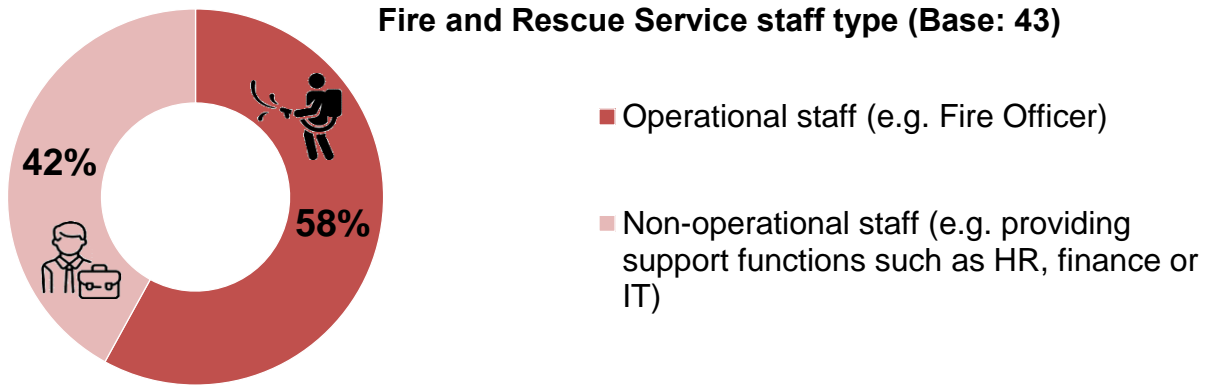 Fire and Rescue Service staff type (Base: 43)
Operational staff (e.g. Fire Officer)
42%
58%
Non-operational staff (e.g. providing
support functions such as HR, finance or
IT)